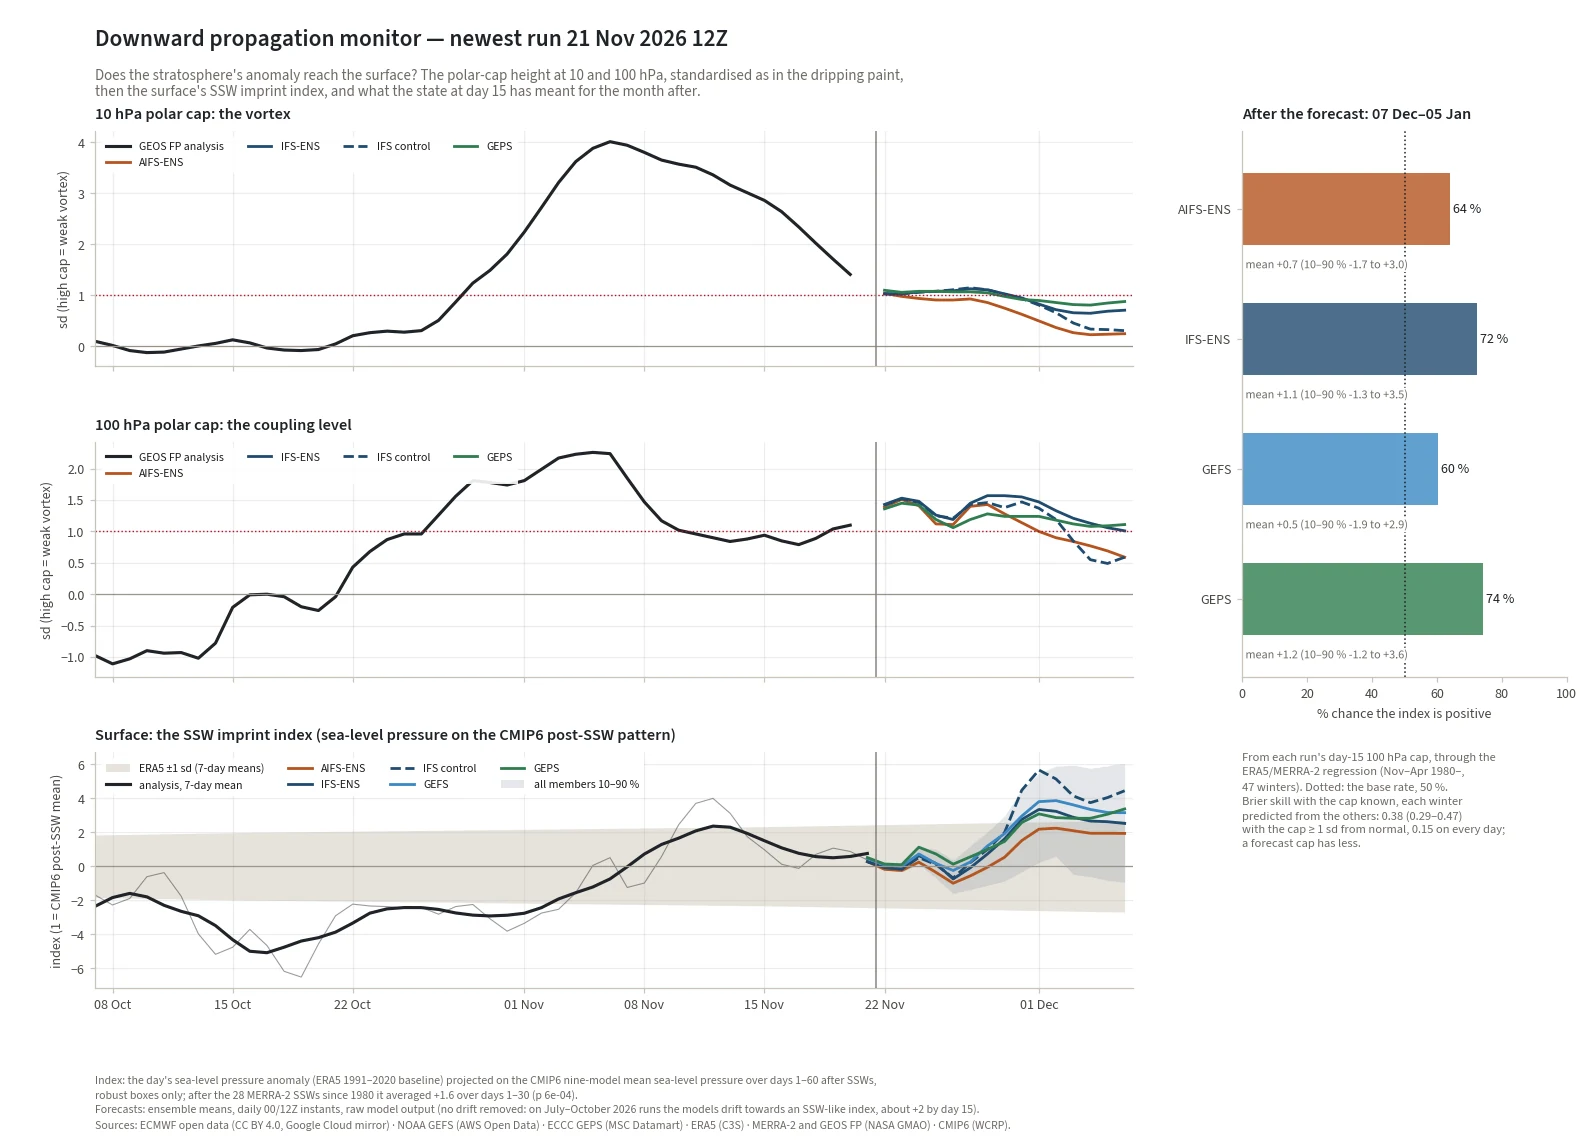 Downward propagation monitor — newest run 21 Nov 2026 12Z
Does the stratosphere's anomaly reach the surface? The polar-cap height at 10 and 100 hPa, standardised as in the dripping paint,
then the surface's SSW imprint index, and what the state at day 15 has meant for the month after.
10 hPa polar cap: the vortex
GEOS FP analysis
IFS-ENS
IFS control
GEPS
AIFS-ENS
sd (high cap = weak vortex)
4
3
2
1
0
100 hPa polar cap: the coupling level
GEOS FP analysis
IFS-ENS
IFS control
GEPS
AIFS-ENS
sd (high cap = weak vortex)
2.0
1.5
1.0
0.5
0.0
−0.5
−1.0
Surface: the SSW imprint index (sea-level pressure on the CMIP6 post-SSW pattern)
ERA5 ±1 sd (7-day means)
AIFS-ENS
IFS control
GEPS
analysis, 7-day mean
IFS-ENS
GEFS
all members 10–90 %
index (1 = CMIP6 post-SSW mean)
6
4
2
0
−2
−4
−6
08 Oct
15 Oct
22 Oct
01 Nov
08 Nov
15 Nov
22 Nov
01 Dec
After the forecast: 07 Dec–05 Jan
AIFS-ENS
64 %
mean +0.7 (10–90 % -1.7 to +3.0)
IFS-ENS
72 %
mean +1.1 (10–90 % -1.3 to +3.5)
GEFS
60 %
mean +0.5 (10–90 % -1.9 to +2.9)
GEPS
74 %
mean +1.2 (10–90 % -1.2 to +3.6)
0
20
40
60
80
100
% chance the index is positive
From each run's day-15 100 hPa cap, through the
ERA5/MERRA-2 regression (Nov–Apr 1980–,
47 winters). Dotted: the base rate, 50 %.
Brier skill with the cap known, each winter
predicted from the others: 0.38 (0.29–0.47)
with the cap ≥ 1 sd from normal, 0.15 on every day;
a forecast cap has less.
Index: the day's sea-level pressure anomaly (ERA5 1991–2020 baseline) projected on the CMIP6 nine-model mean sea-level pressure over days 1–60 after SSWs,
robust boxes only; after the 28 MERRA-2 SSWs since 1980 it averaged +1.6 over days 1–30 (p 6e-04).
Forecasts: ensemble means, daily 00/12Z instants, raw model output (no drift removed: on July–October 2026 runs the models drift towards an SSW-like index, about +2 by day 15).
Sources: ECMWF open data (CC BY 4.0, Google Cloud mirror) · NOAA GEFS (AWS Open Data) · ECCC GEPS (MSC Datamart) · ERA5 (C3S) · MERRA-2 and GEOS FP (NASA GMAO) · CMIP6 (WCRP).